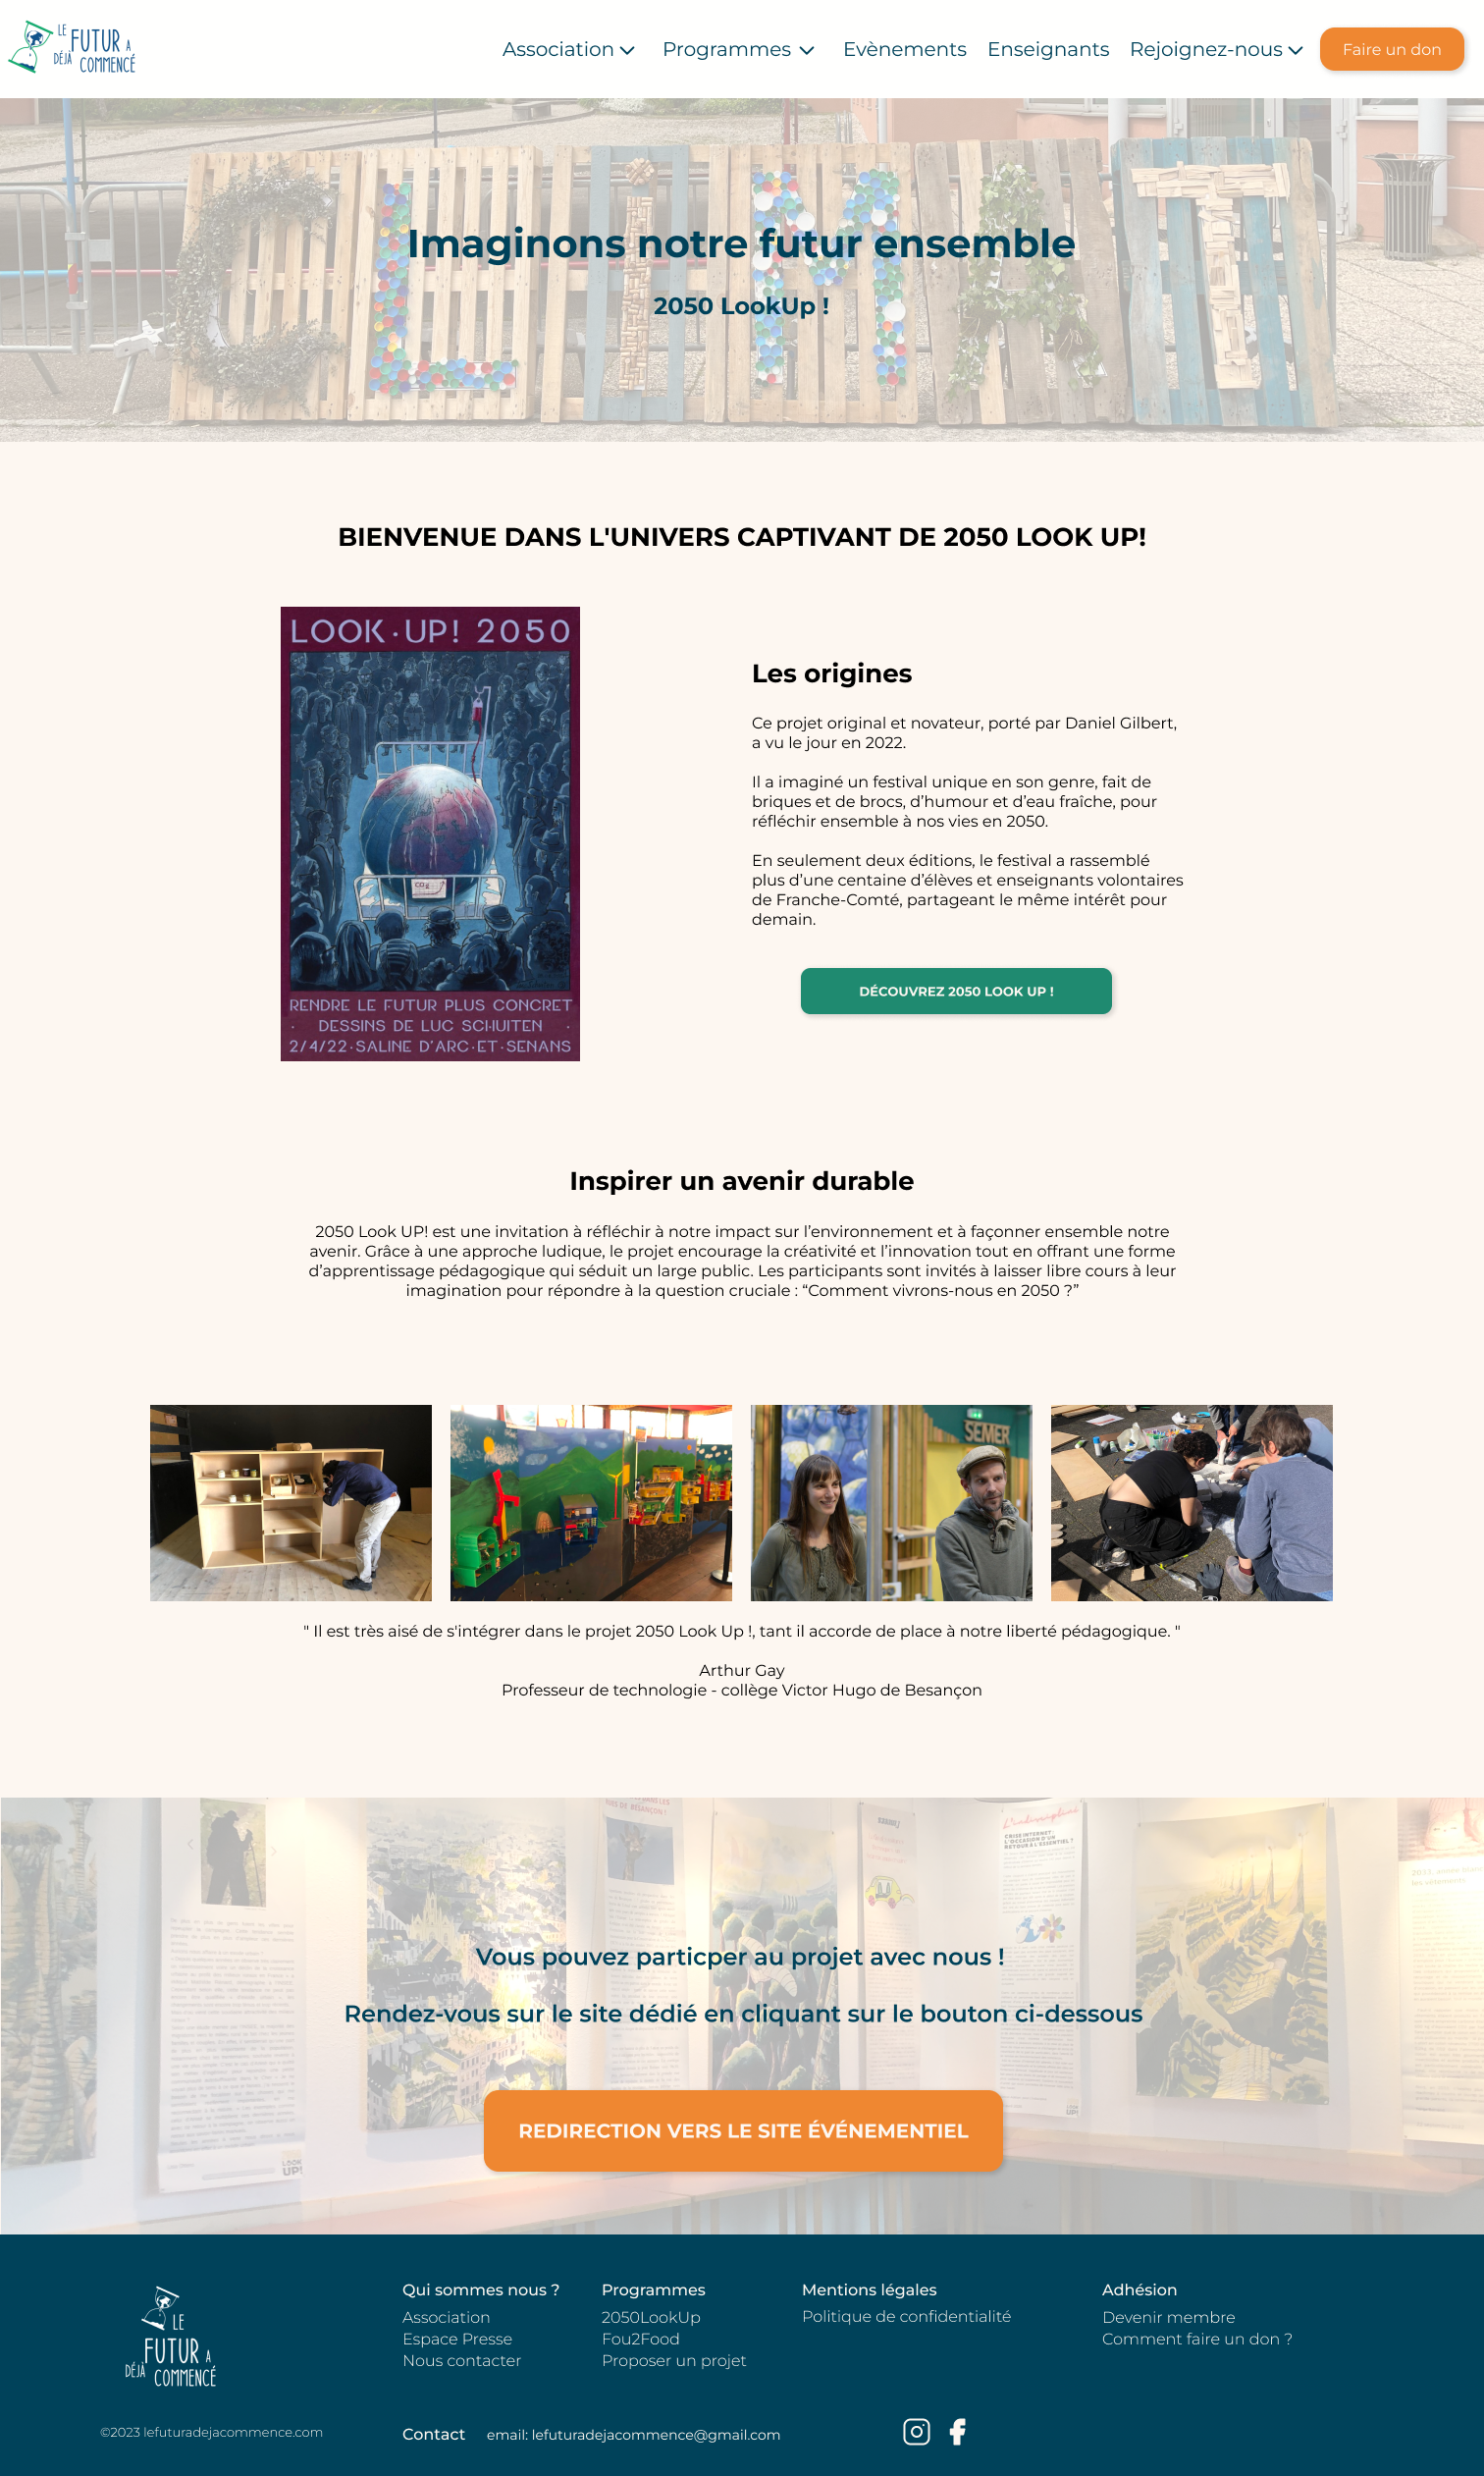 LE FUTUR A DÉJÀ COMMENCÉ
Association
Programmes
Evènements
Enseignants
Rejoignez-nous
Faire un don
CLIMAT
Imaginons notre futur ensemble
2050 LookUp !
BIENVENUE DANS L'UNIVERS CAPTIVANT DE 2050 LOOK UP!
LOOK·UP! 2050
RENDRE LE FUTUR PLUS CONCRET
· DESSINS DE LUC SCHUITEN ·
2/4/22·SALINE D'ARC·ET·SENANS
Les origines
Ce projet original et novateur, porté par Daniel Gilbert,
a vu le jour en 2022.
Il a imaginé un festival unique en son genre, fait de
briques et de brocs, d’humour et d’eau fraîche, pour
réfléchir ensemble à nos vies en 2050.
En seulement deux éditions, le festival a rassemblé
plus d’une centaine d’élèves et enseignants volontaires
de Franche-Comté, partageant le même intérêt pour
demain.
DÉCOUVREZ 2050 LOOK UP !
Inspirer un avenir durable
2050 Look UP! est une invitation à réfléchir à notre impact sur l’environnement et à façonner ensemble notre
avenir. Grâce à une approche ludique, le projet encourage la créativité et l’innovation tout en offrant une forme
d’apprentissage pédagogique qui séduit un large public. Les participants sont invités à laisser libre cours à leur
imagination pour répondre à la question cruciale : “Comment vivrons-nous en 2050 ?”
SEMER
" Il est très aisé de s'intégrer dans le projet 2050 Look Up !, tant il accorde de place à notre liberté pédagogique. "
Arthur Gay
Professeur de technologie - collège Victor Hugo de Besançon
CRISE INTERNET :
L'OCCASION D'UN
RETOUR À L'ESSENTIEL ?
Vous pouvez particper au projet avec nous !
Rendez-vous sur le site dédié en cliquant sur le bouton ci-dessous
REDIRECTION VERS LE SITE ÉVÉNEMENTIEL
LOOK
UP!
LE FUTUR A DÉJÀ COMMENCÉ
Qui sommes nous ?
Association
Espace Presse
Nous contacter
Programmes
2050LookUp
Fou2Food
Proposer un projet
Mentions légales
Politique de confidentialité
Adhésion
Devenir membre
Comment faire un don ?
©2023 lefuturadejacommence.com
Contact email: lefuturadejacommence@gmail.com